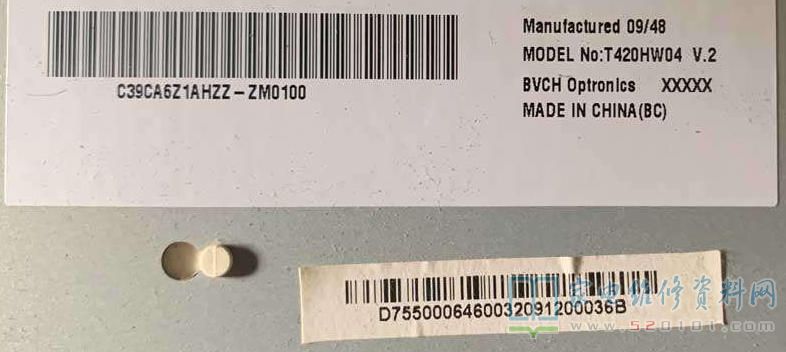 Manufactured 09/48
MODEL No:T420HW04 V.2
BVCH Optronics XXXXX
MADE IN CHINA(BC)
C39CA6Z1AHZZ-ZM0100
D7550006460032091200036B
家电维修资料网
www.520101.com